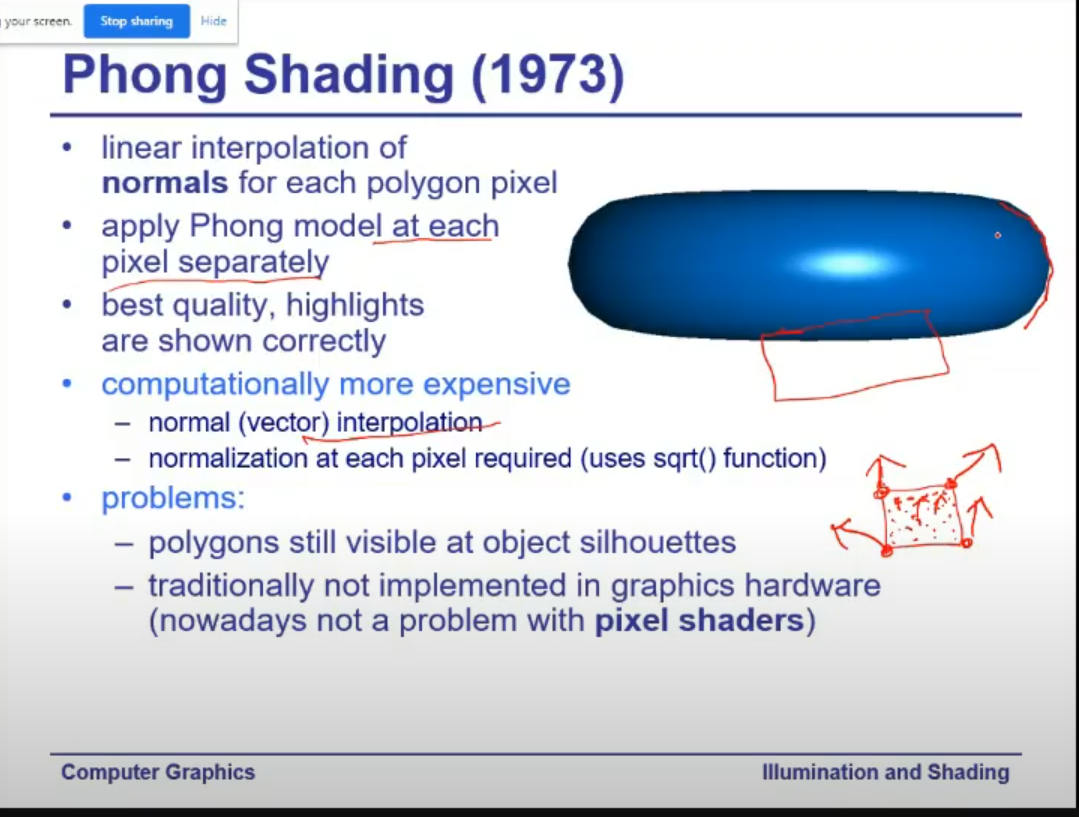 your screen. Stop sharing Hide
Phong Shading (1973)
• linear interpolation of
normals for each polygon pixel
• apply Phong model at each
pixel separately
• best quality, highlights
are shown correctly
• computationally more expensive
– normal (vector) interpolation
– normalization at each pixel required (uses sqrt() function)
• problems:
– polygons still visible at object silhouettes
– traditionally not implemented in graphics hardware
(nowadays not a problem with pixel shaders)
Computer Graphics Illumination and Shading